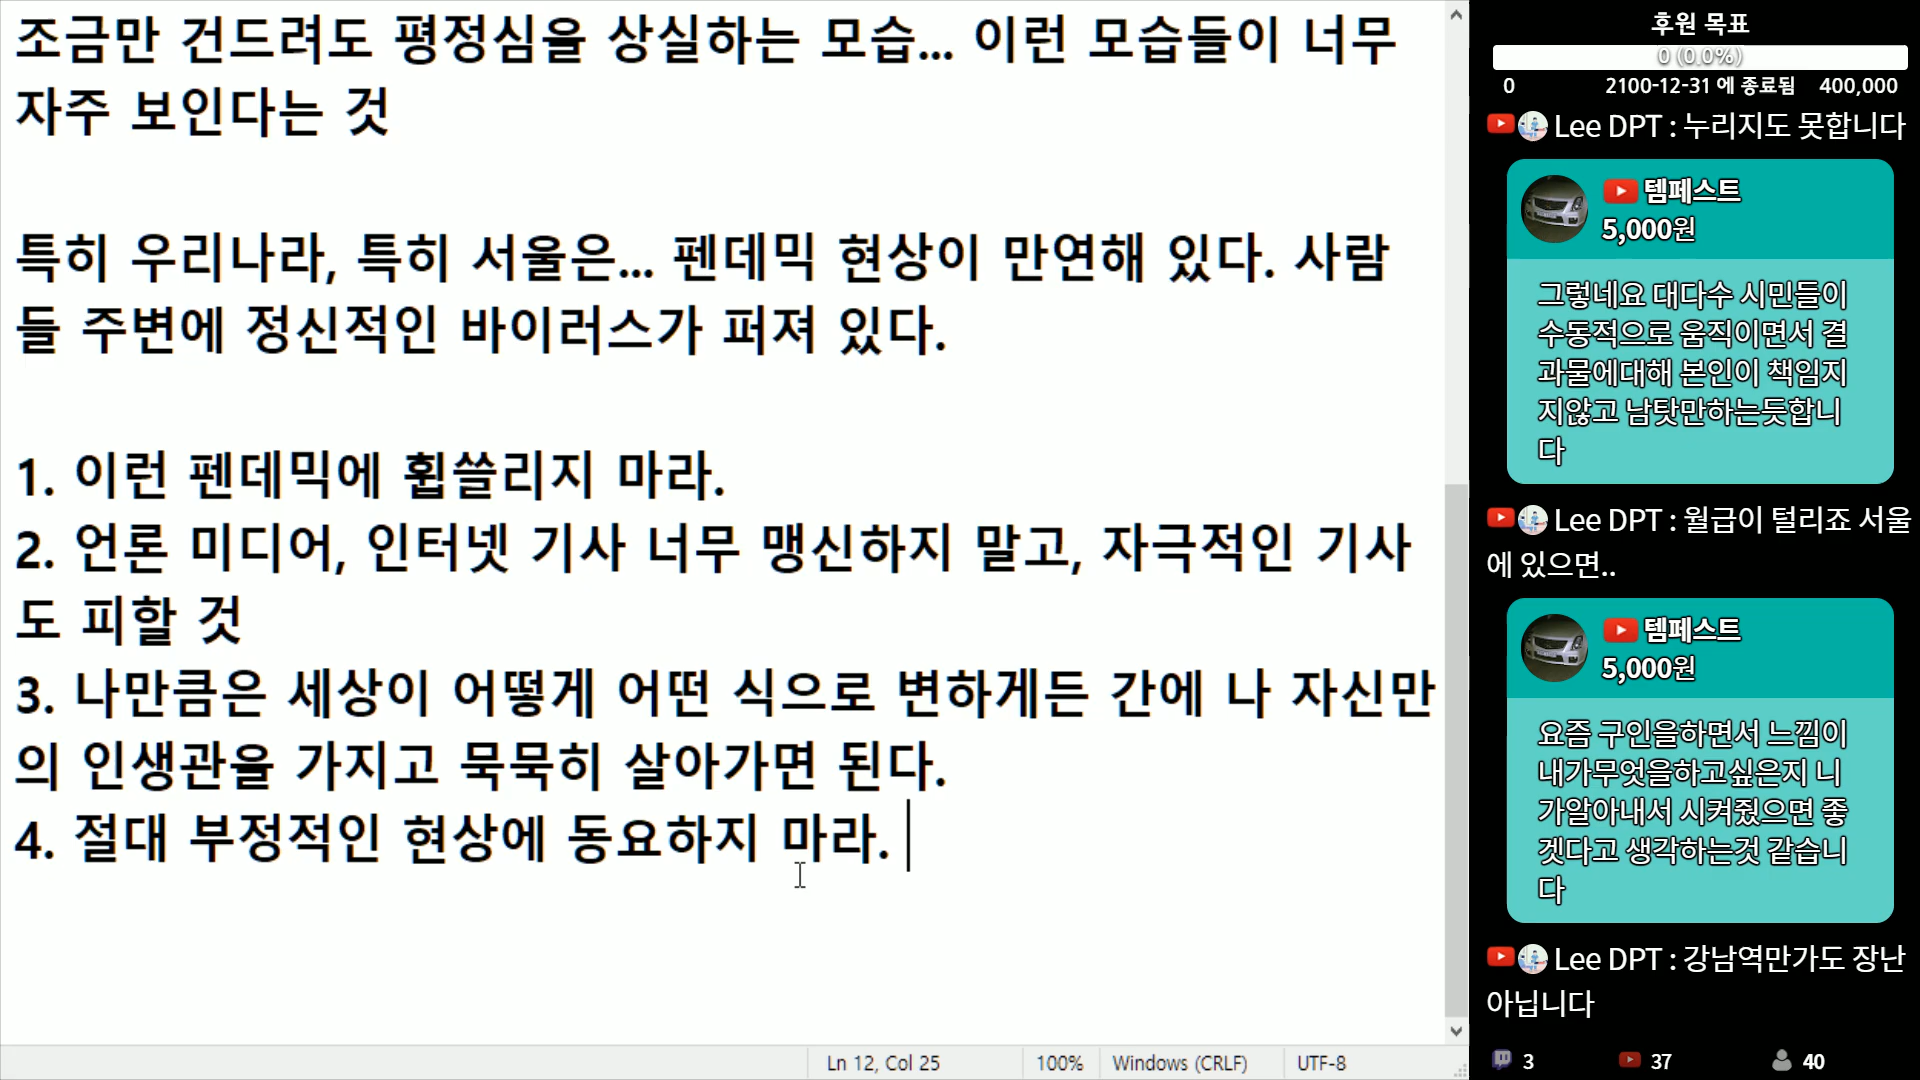 조금만 건드려도 평정심을 상실하는 모습... 이런 모습들이 너무
자주 보인다는 것
특히 우리나라, 특히 서울은... 펜데믹 현상이 만연해 있다. 사람
들 주변에 정신적인 바이러스가 퍼져 있다.
1. 이런 펜데믹에 휩쓸리지 마라.
2. 언론 미디어, 인터넷 기사 너무 맹신하지 말고, 자극적인 기사
도 피할 것
3. 나만큼은 세상이 어떻게 어떤 식으로 변하게든 간에 나 자신만
의 인생관을 가지고 묵묵히 살아가면 된다.
4. 절대 부정적인 현상에 동요하지 마라.
Ln 12, Col 25
100%
Windows (CRLF)
UTF-8
후원 목표
0 (0.0%)
0 2100-12-31 에 종료됨 400,000
Lee DPT : 누리지도 못합니다
템페스트
5,000원
그렇네요 대다수 시민들이
수동적으로 움직이면서 결
과물에대해 본인이 책임지
지않고 남탓만하는듯합니
다
Lee DPT : 월급이 털리죠 서울
에 있으면..
템페스트
5,000원
요즘 구인을하면서 느낌이
내가무엇을하고싶은지 니
가알아내서 시켜줬으면 좋
겟다고 생각하는것 같습니
다
Lee DPT : 강남역만가도 장난
아닙니다
3 37 40